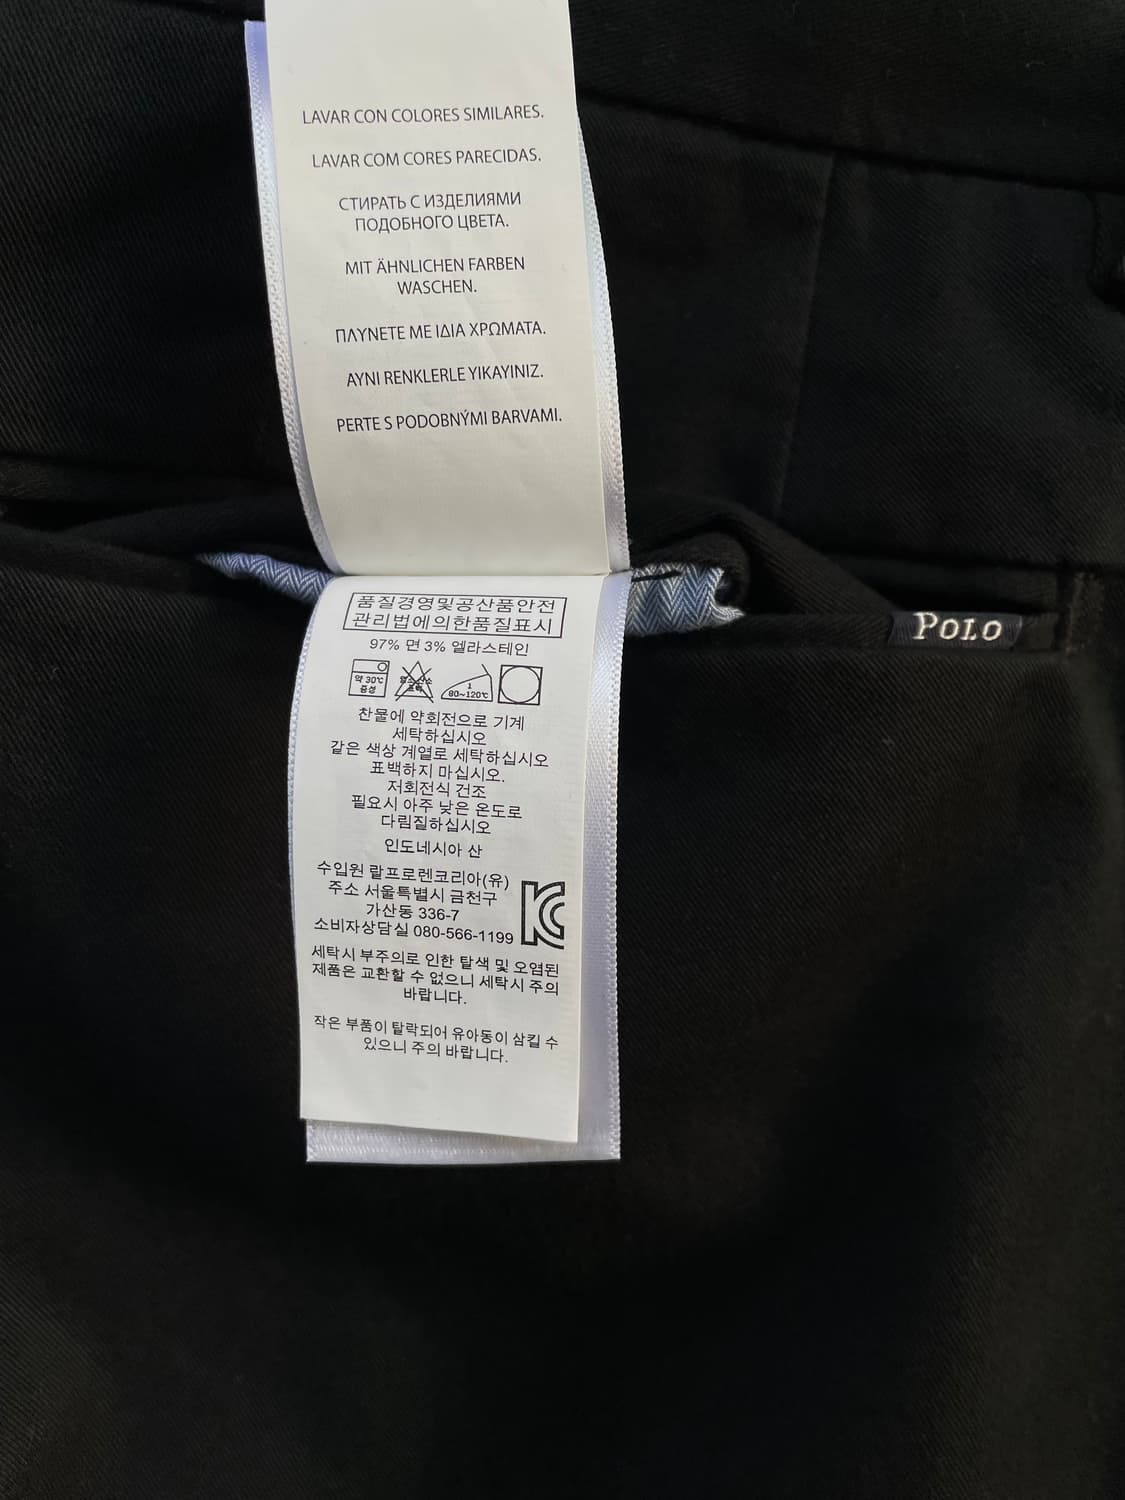 LAVAR CON COLORES SIMILARES.
LAVAR COM CORES PARECIDAS.
СТИРАТЬ С ИЗДЕЛИЯМИ
ПОДОБНОГО ЦВЕТА.
MIT ÄHNLICHEN FARBEN
WASCHEN.
ΠΛΥΝΕΤΕ ΜΕ ΙΔΙΑ ΧΡΩΜΑΤΑ.
AYNI RENKLERLE YIKAYINIZ.
PERTE S PODOBNÝMI BARVAMI.
품질경영및공산품안전
관리법에의한품질표시
97% 면 3% 엘라스테인
약 30℃
중성
1
80~120℃
찬물에 약회전으로 기계
세탁하십시오
같은 색상 계열로 세탁하십시오
표백하지 마십시오.
저회전식 건조
필요시 아주 낮은 온도로
다림질하십시오
인도네시아 산
수입원 랄프로렌코리아(유)
주소 서울특별시 금천구
가산동 336-7
소비자상담실 080-566-1199
KC
세탁시 부주의로 인한 탈색 및 오염된
제품은 교환할 수 없으니 세탁시 주의
바랍니다.
작은 부품이 탈락되어 유아동이 삼킬 수
있으니 주의 바랍니다.
POLO